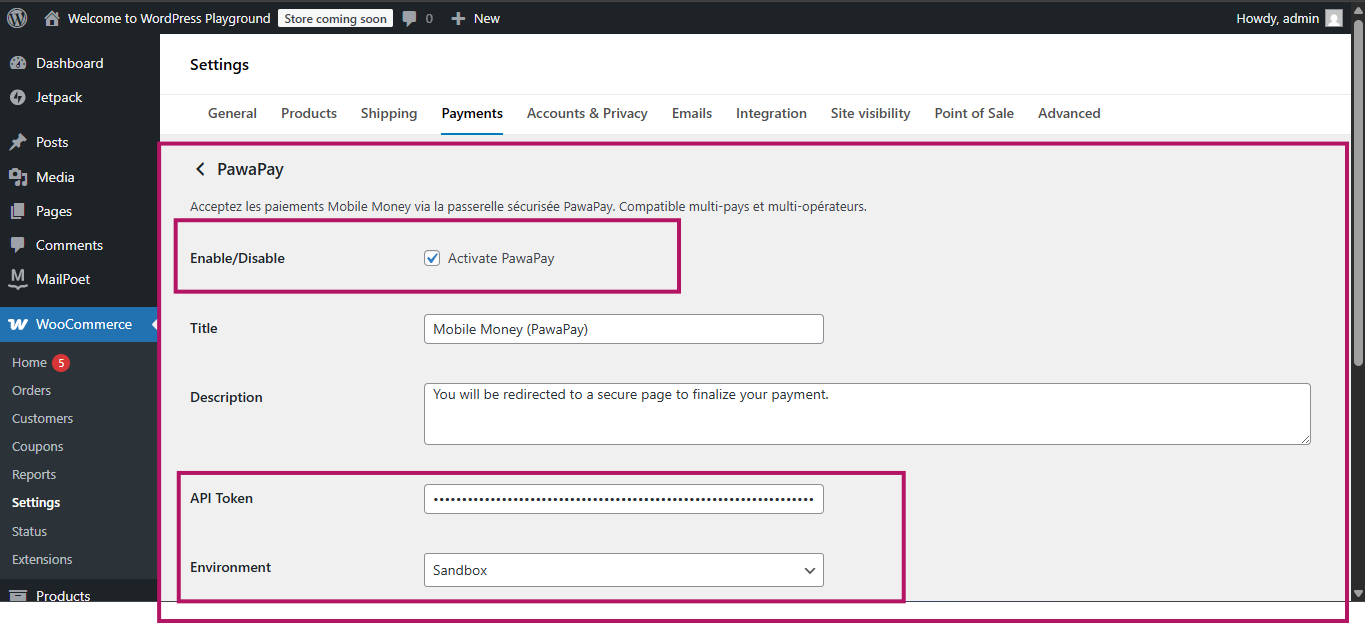 Welcome to WordPress Playground Store coming soon 0 New Howdy, admin
Dashboard
Jetpack
Posts
Media
Pages
Comments
MailPoet
WooCommerce
Home 5
Orders
Customers
Coupons
Reports
Settings
Status
Extensions
Products
Settings
General Products Shipping Payments Accounts & Privacy Emails Integration Site visibility Point of Sale Advanced
PawaPay
Acceptez les paiements Mobile Money via la passerelle sécurisée PawaPay. Compatible multi-pays et multi-opérateurs.
Enable/Disable Activate PawaPay
Title Mobile Money (PawaPay)
Description You will be redirected to a secure page to finalize your payment.
API Token
Environment Sandbox